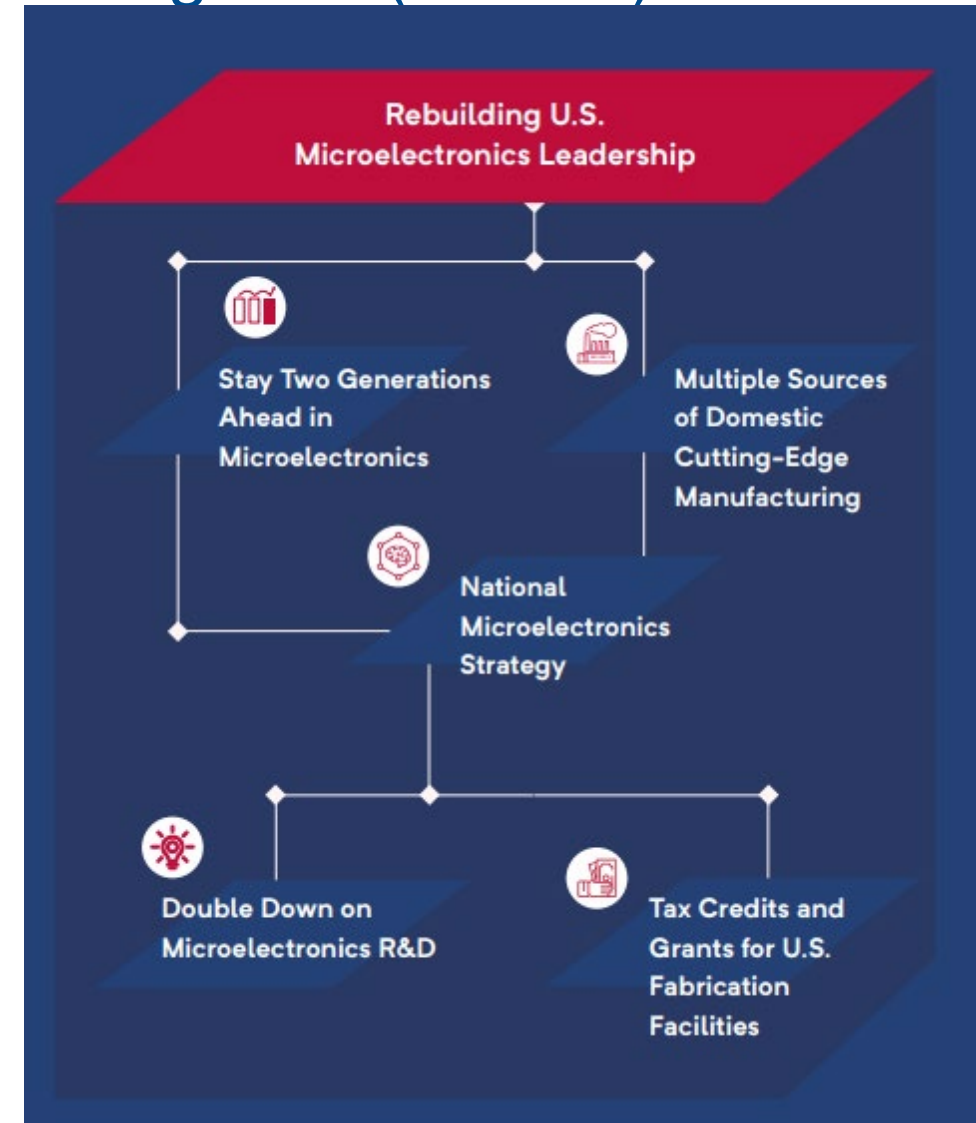 Rebuilding U.S.
Microelectronics Leadership
Stay Two Generations
Ahead in
Microelectronics
Multiple Sources
of Domestic
Cutting-Edge
Manufacturing
National
Microelectronics
Strategy
Double Down on
Microelectronics R&D
Tax Credits and
Grants for U.S.
Fabrication
Facilities